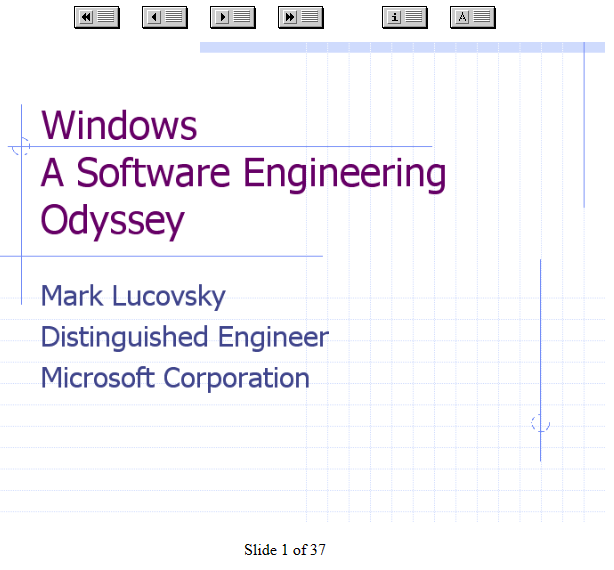 i A
Windows
A Software Engineering
Odyssey
Mark Lucovsky
Distinguished Engineer
Microsoft Corporation
Slide 1 of 37